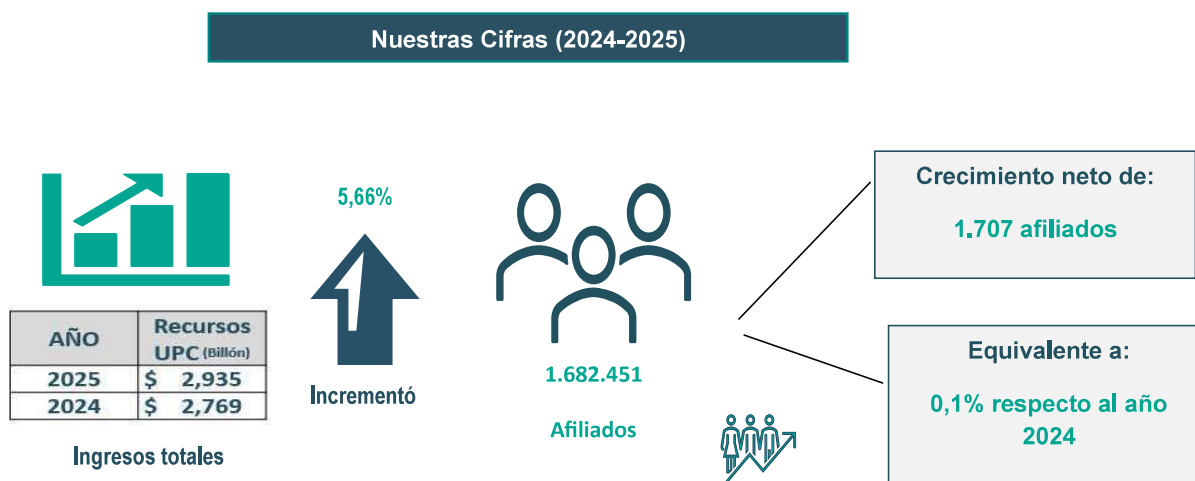 Nuestras Cifras (2024-2025)
5,66%
Incrementó
AÑO
Recursos
UPC (Billón)
2025 $ 2,935
2024 $ 2,769
Ingresos totales
1.682.451
Afiliados
Crecimiento neto de:
1.707 afiliados
Equivalente a:
0,1% respecto al año
2024